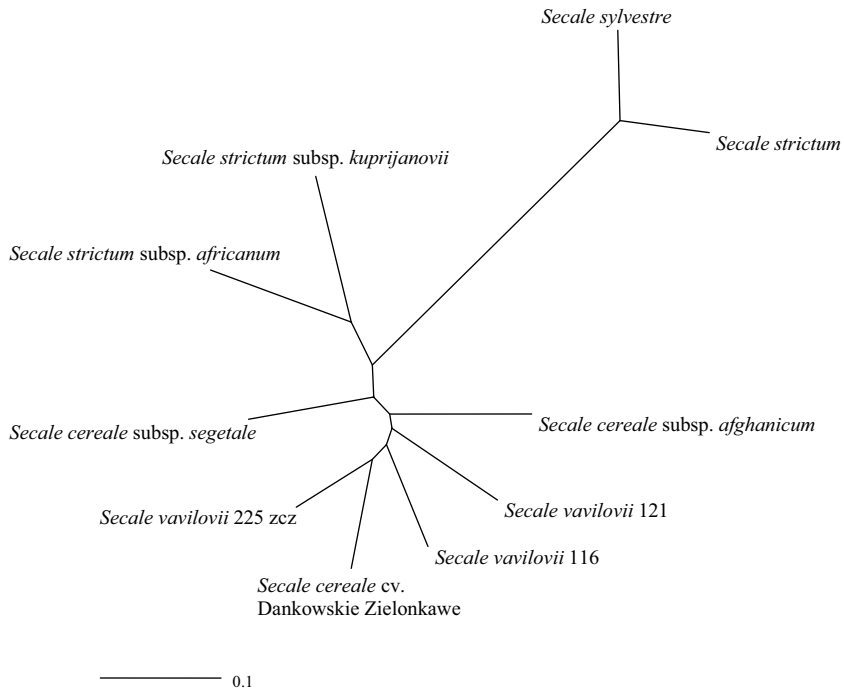 Secale sylvestre
Secale strictum
Secale strictum subsp. kuprijanovii
Secale strictum subsp. africanum
Secale cereale subsp. segetale
Secale cereale subsp. afghanicum
Secale vavilovii 225 zcz
Secale vavilovii 121
Secale vavilovii 116
Secale cereale cv.
Dankowskie Zielonkawe
0.1